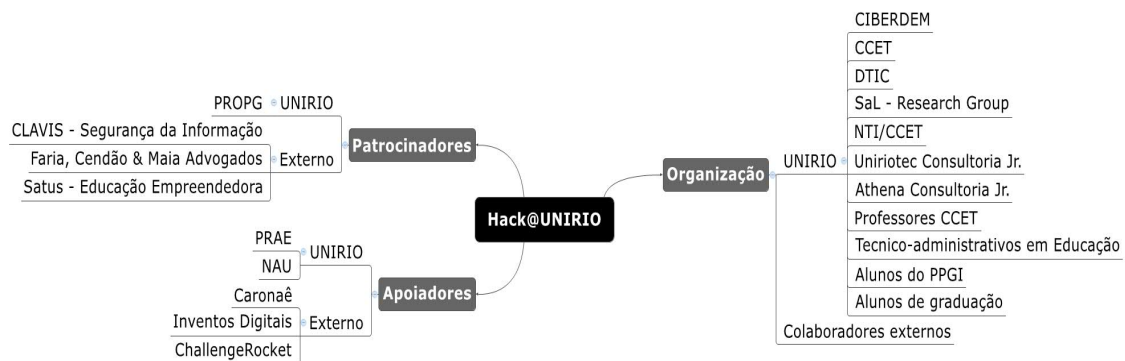 Hack@UNIRIO
Patrocinadores
UNIRIO
PROPG
Externo
CLAVIS - Segurança da Informação
Faria, Cendão & Maia Advogados
Satus - Educação Empreendedora
Apoiadores
UNIRIO
PRAE
NAU
Externo
Caronaê
Inventos Digitais
ChallengeRocket
Organização
UNIRIO
CIBERDEM
CCET
DTIC
SaL - Research Group
NTI/CCET
Uniriotec Consultoria Jr.
Athena Consultoria Jr.
Professores CCET
Tecnico-administrativos em Educação
Alunos do PPGI
Alunos de graduação
Colaboradores externos